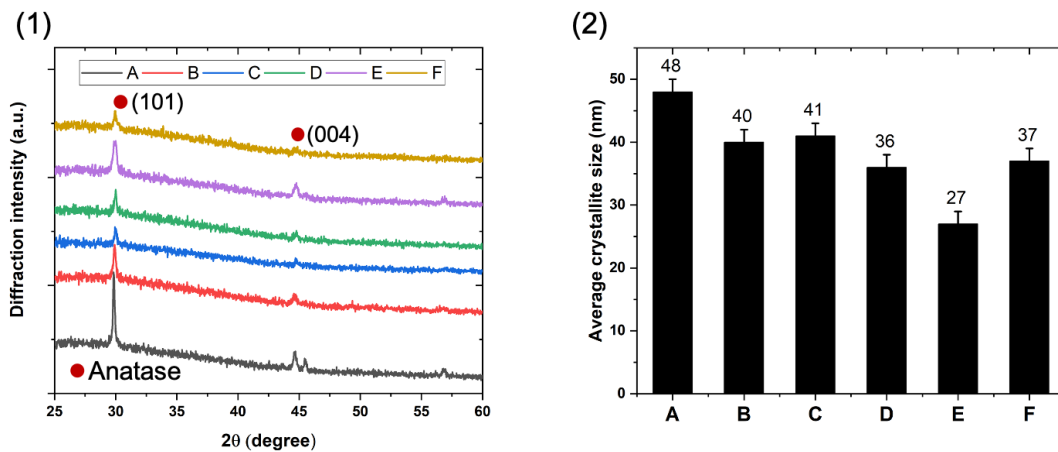 (1)
A B C D E F
(101)
(004)
Anatase
Diffraction intensity (a.u.)
25 30 35 40 45 50 55 60
2θ (degree)
(2)
Average crystallite size (nm)
50
40
30
20
10
0
48
40
41
36
27
37
A B C D E F